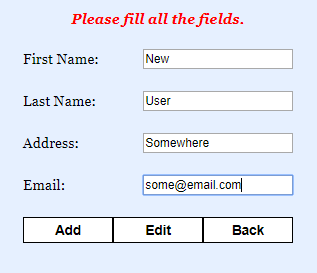 Please fill all the fields.
First Name: New
Last Name: User
Address: Somewhere
Email: some@email.com
Add Edit Back